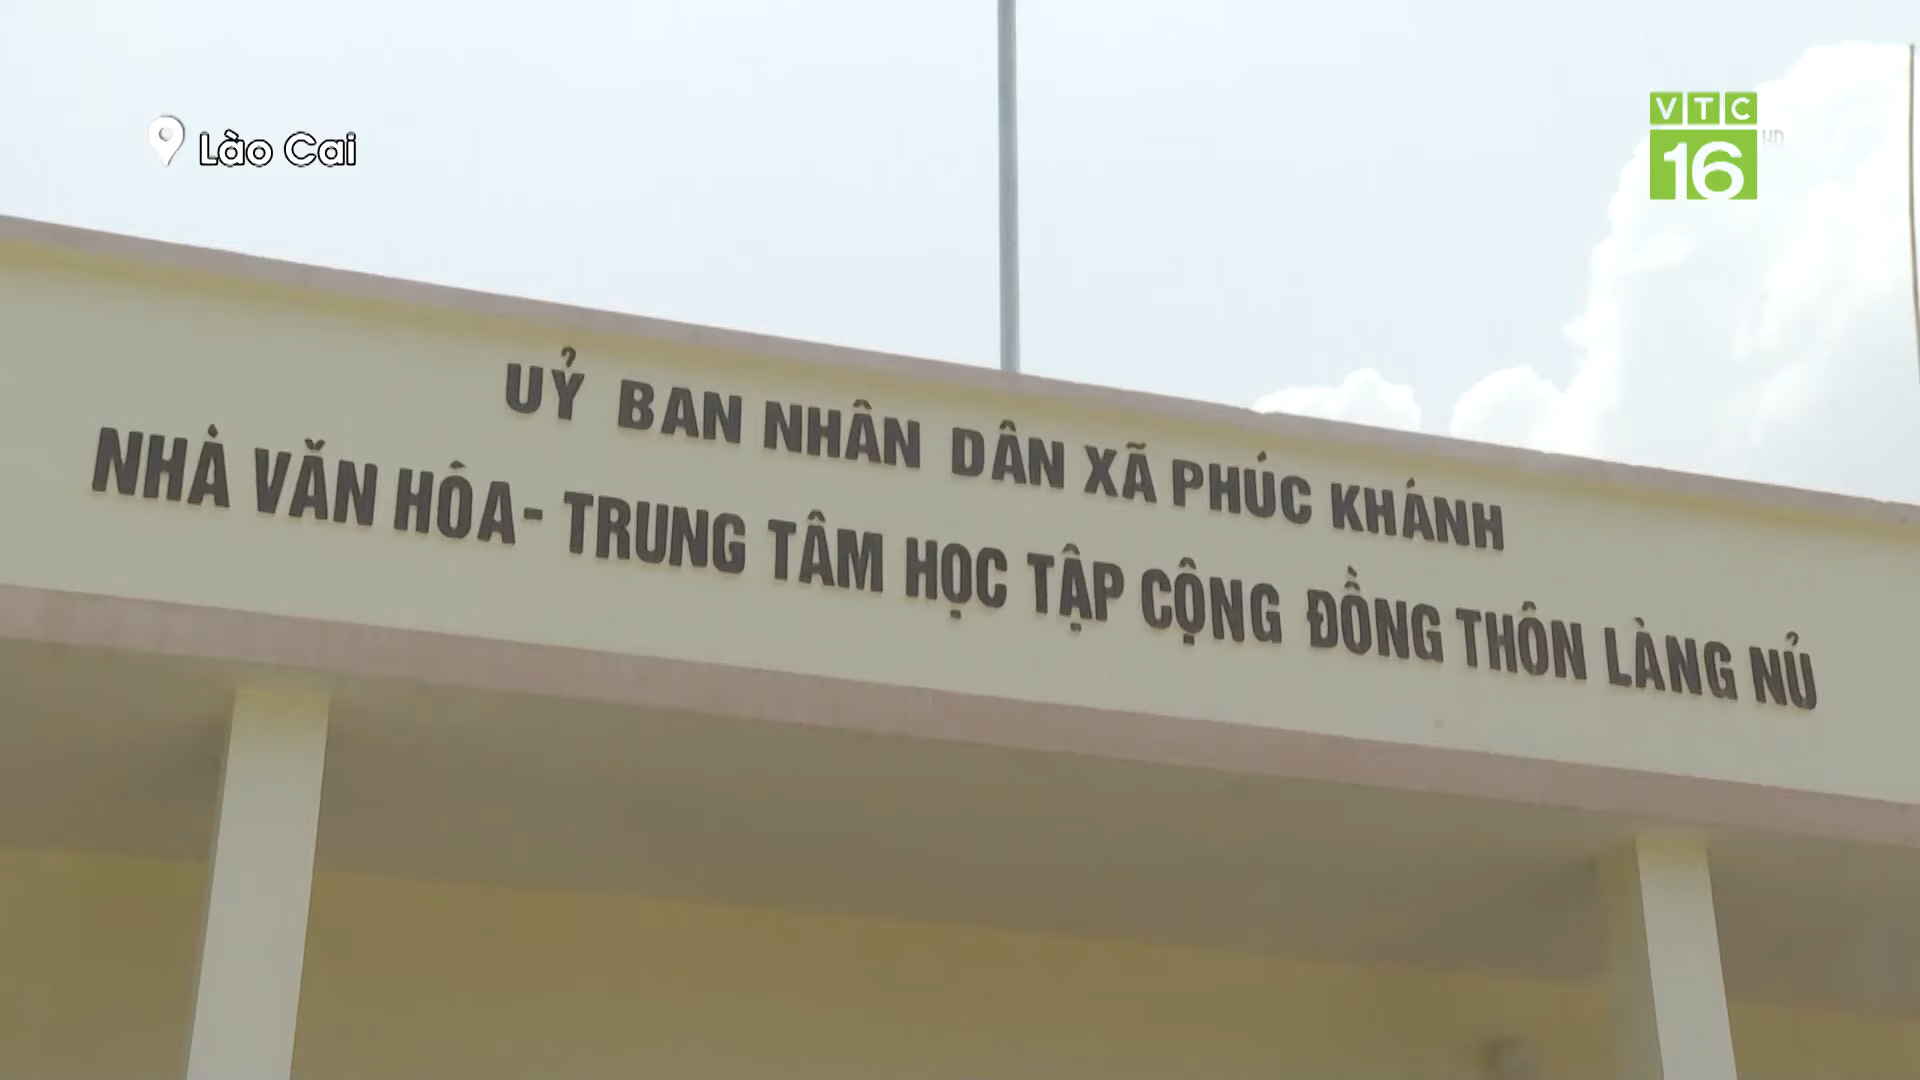 Lào Cai
VTC
16
HD
UỶ BAN NHÂN DÂN XÃ PHÚC KHÁNH
NHÀ VĂN HÓA- TRUNG TÂM HỌC TẬP CỘNG ĐỒNG THÔN LÀNG NỦ